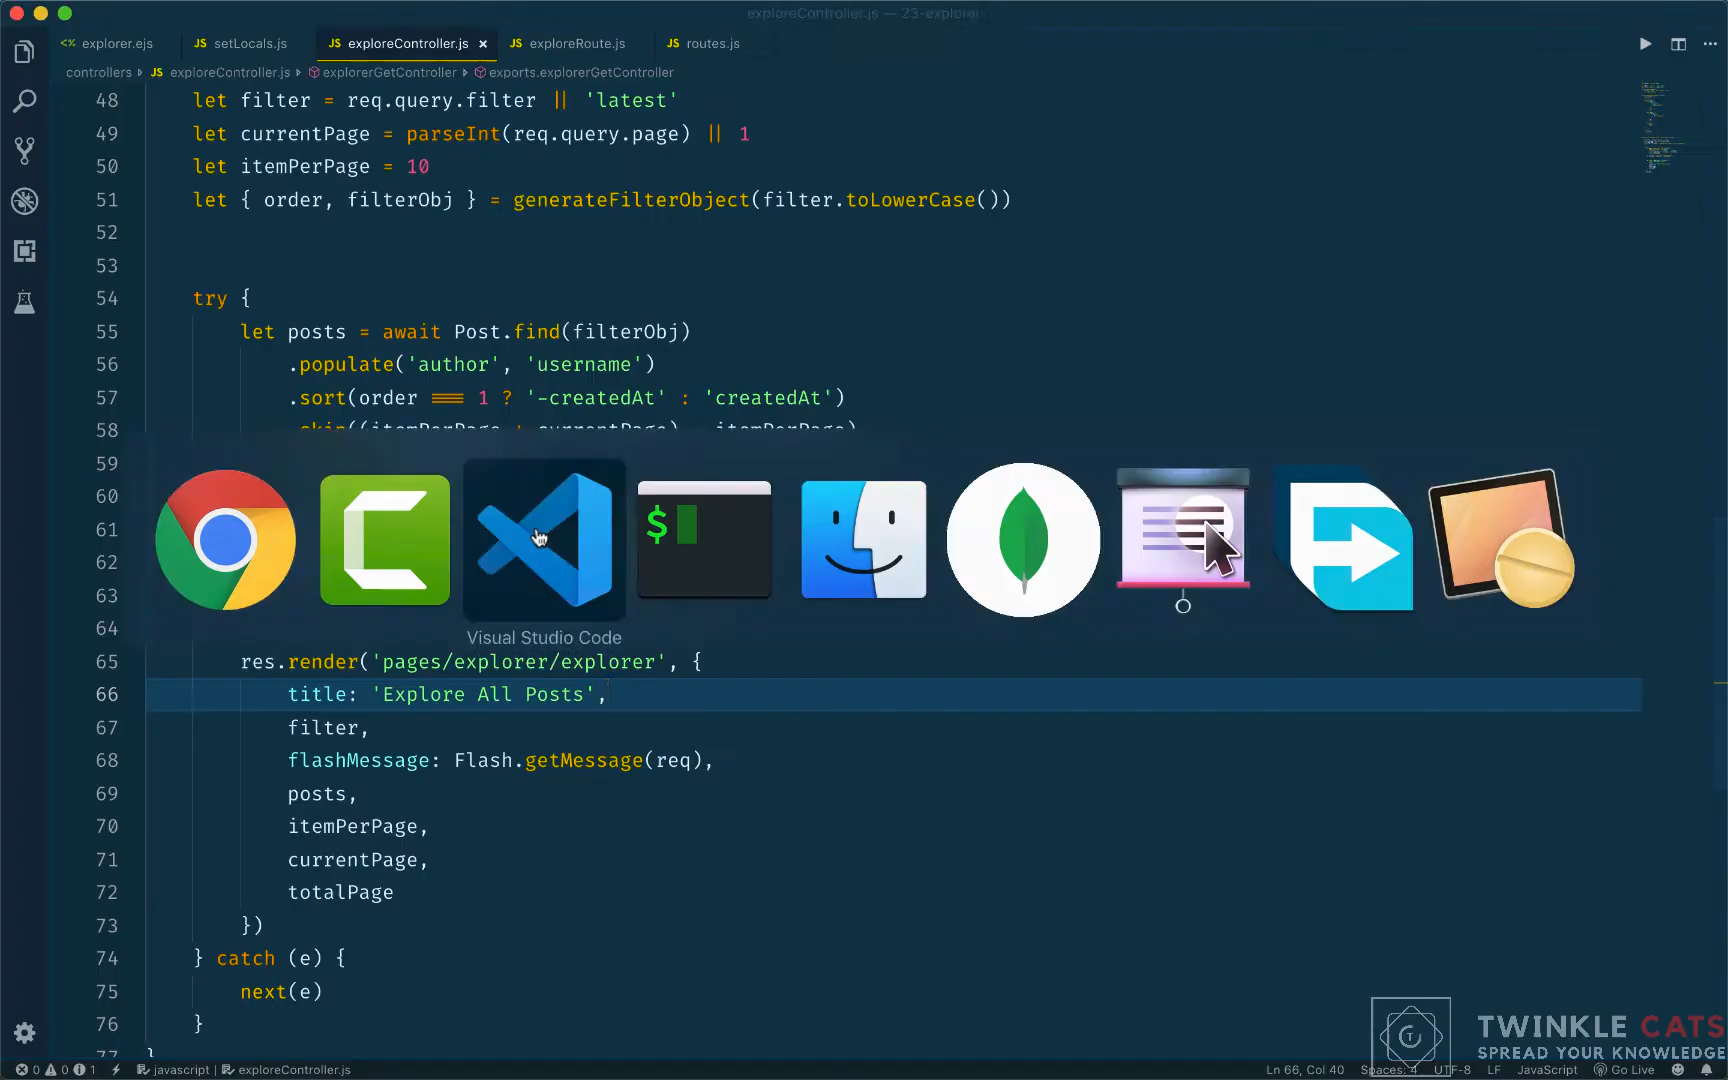 exploreController.js — 23-explorer
<% explorer.ejs
JS setLocals.js
JS exploreController.js ×
JS exploreRoute.js
JS routes.js
controllers › JS exploreController.js › explorerGetController › exports.explorerGetController
48 let filter = req.query.filter || 'latest'
49 let currentPage = parseInt(req.query.page) || 1
50 let itemPerPage = 10
51 let { order, filterObj } = generateFilterObject(filter.toLowerCase())
52
53
54 try {
55 let posts = await Post.find(filterObj)
56 .populate('author', 'username')
57 .sort(order === 1 ? '-createdAt' : 'createdAt')
58 .skip((itemPerPage * currentPage) - itemPerPage)
59
60
61
62
63
64
Visual Studio Code
65 res.render('pages/explorer/explorer', {
66 title: 'Explore All Posts',
67 filter,
68 flashMessage: Flash.getMessage(req),
69 posts,
70 itemPerPage,
71 currentPage,
72 totalPage
73 })
74 } catch (e) {
75 next(e)
76 }
77 }
TWINKLE CATS
SPREAD YOUR KNOWLEDGE
0 0 1 javascript | exploreController.js
Ln 66, Col 40 Spaces: 4 UTF-8 LF JavaScript Go Live
$